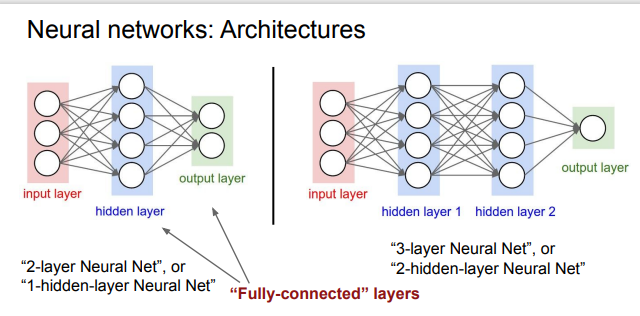 Neural networks: Architectures
input layer
hidden layer
output layer
input layer
hidden layer 1
hidden layer 2
output layer
“2-layer Neural Net”, or
“1-hidden-layer Neural Net”
“3-layer Neural Net”, or
“2-hidden-layer Neural Net”
“Fully-connected” layers